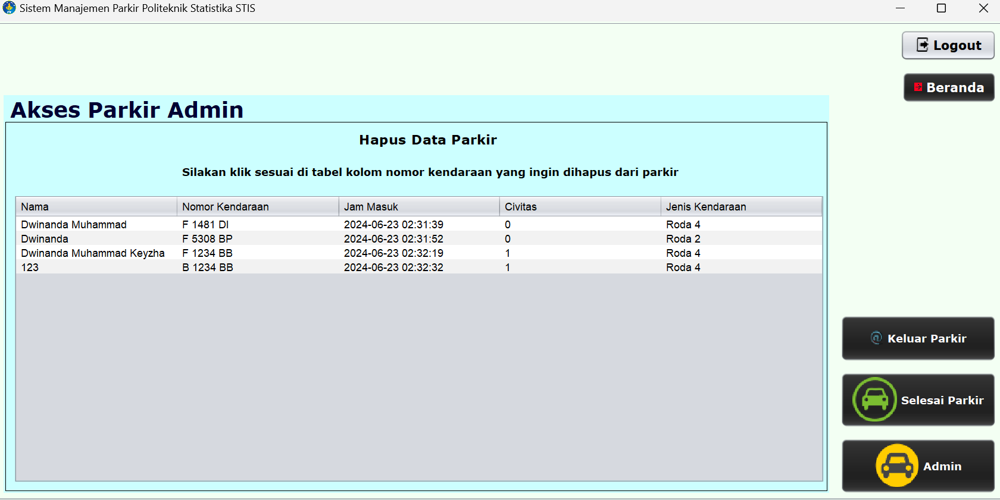 Sistem Manajemen Parkir Politeknik Statistika STIS
Logout
Beranda
Akses Parkir Admin
Hapus Data Parkir
Silakan klik sesuai di tabel kolom nomor kendaraan yang ingin dihapus dari parkir
Nama Nomor Kendaraan Jam Masuk Civitas Jenis Kendaraan
Dwinanda Muhammad F 1481 DI 2024-06-23 02:31:39 0 Roda 4
Dwinanda F 5308 BP 2024-06-23 02:31:52 0 Roda 2
Dwinanda Muhammad Keyzha F 1234 BB 2024-06-23 02:32:19 1 Roda 4
123 B 1234 BB 2024-06-23 02:32:32 1 Roda 4
Keluar Parkir
Selesai Parkir
Admin